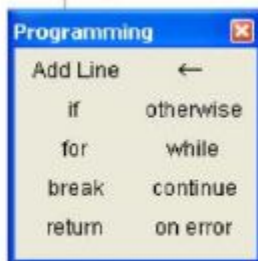 Programming
Add Line ←
if otherwise
for while
break continue
return on error